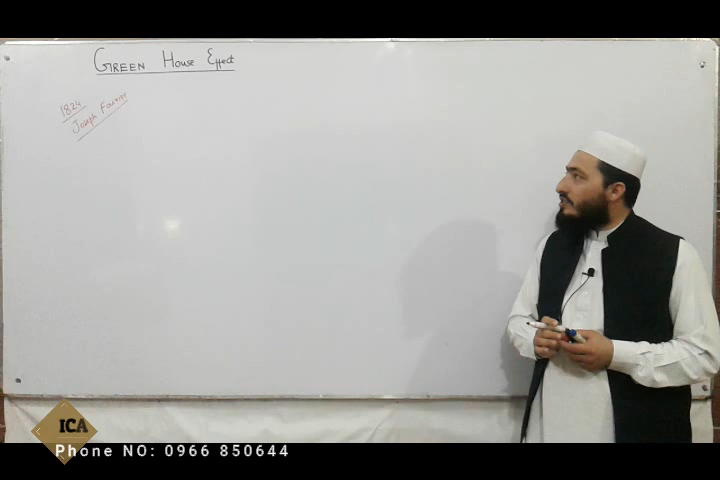 GREEN House Effect
1824
Joseph Fourier
ICA
Phone NO: 0966 850644